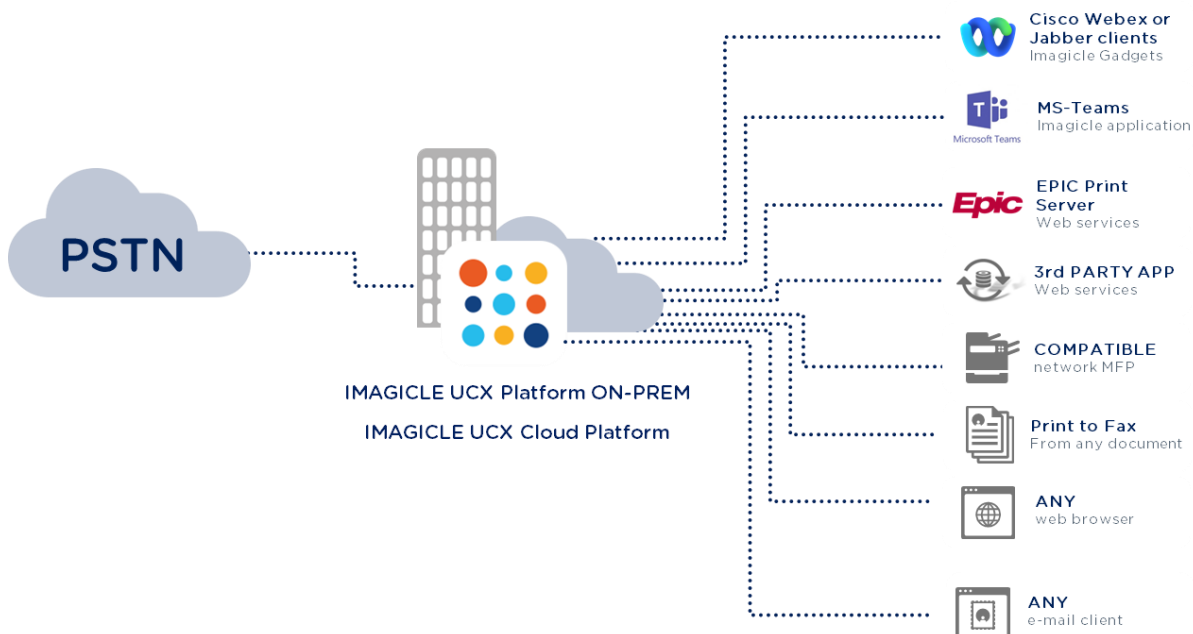 PSTN
IMAGICLE UCX Platform ON-PREM
IMAGICLE UCX Cloud Platform
Cisco Webex or
Jabber clients
Imagicle Gadgets
T
Microsoft Teams
MS-Teams
Imagicle application
Epic
EPIC Print
Server
Web services
3rd PARTY APP
Web services
COMPATIBLE
network MFP
Print to Fax
From any document
ANY
web browser
ANY
e-mail client